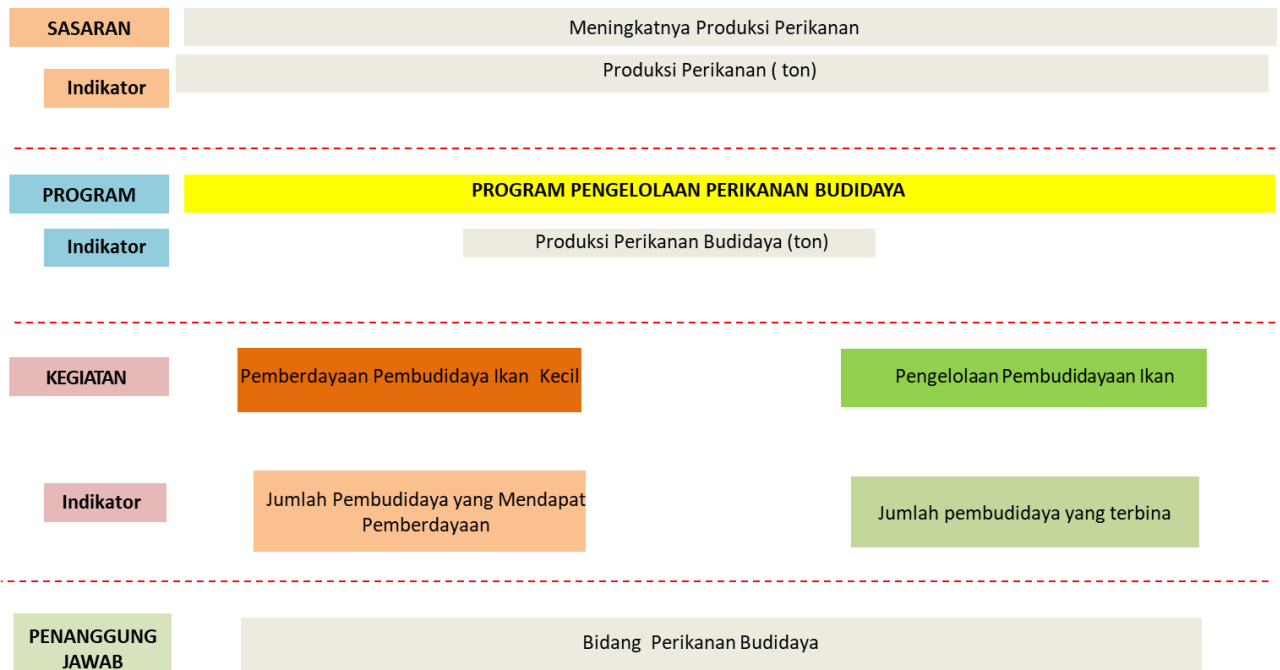 SASARAN
Meningkatnya Produksi Perikanan
Indikator
Produksi Perikanan ( ton)
PROGRAM
PROGRAM PENGELOLAAN PERIKANAN BUDIDAYA
Indikator
Produksi Perikanan Budidaya (ton)
KEGIATAN
Pemberdayaan Pembudidaya Ikan Kecil
Pengelolaan Pembudidayaan Ikan
Indikator
Jumlah Pembudidaya yang Mendapat
Pemberdayaan
Jumlah pembudidaya yang terbina
PENANGGUNG
JAWAB
Bidang Perikanan Budidaya